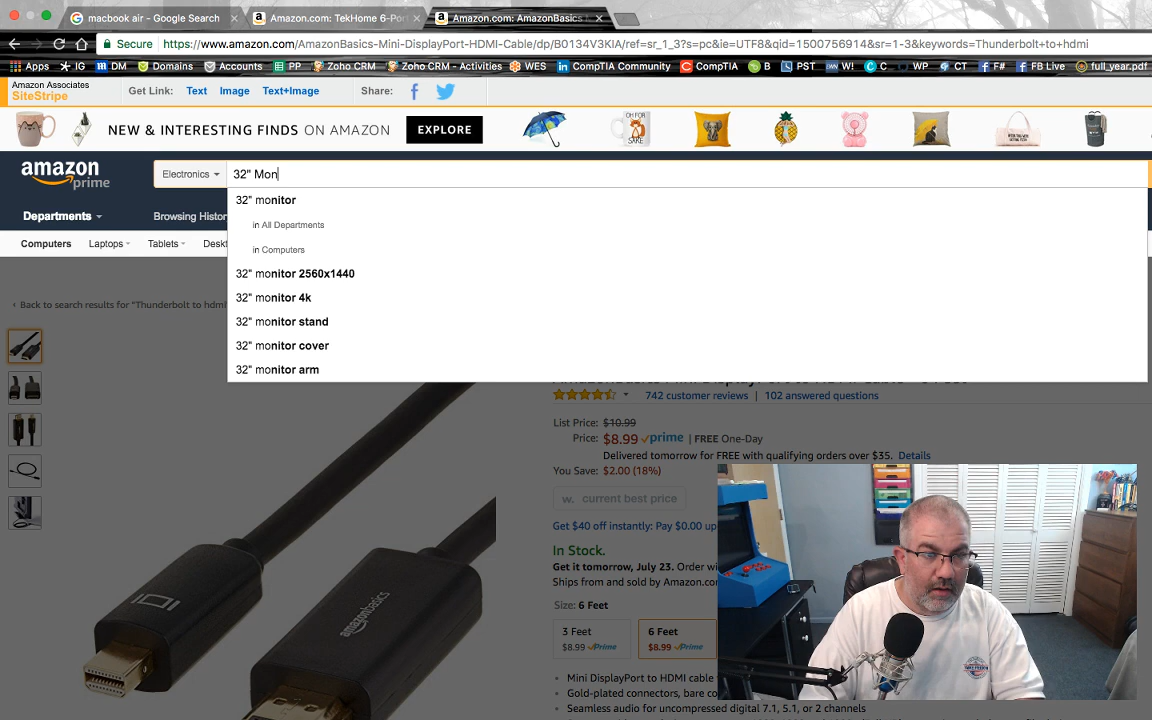 macbook air - Google Search
Amazon.com: TekHome 6-Por
Amazon.com: AmazonBasics
Secure
https://www.amazon.com/AmazonBasics-Mini-DisplayPort-HDMI-Cable/dp/B0134V3KIA/ref=sr_1_3?s=pc&ie=UTF8&qid=1500756914&sr=1-3&keywords=Thunderbolt+to+hdmi
Apps IG DM Domains Accounts PP Zoho CRM Zoho CRM - Activities WES CompTIA Community CompTIA B PST W! C WP CT F# FB Live full_year.pdf
Amazon Associates
SiteStripe
Get Link: Text Image Text+Image Share:
NEW & INTERESTING FINDS ON AMAZON EXPLORE
OH FOR
SAKE
amazon
prime
Electronics
32" Mon
Departments
Browsing Histor
32" monitor
in All Departments
in Computers
Computers Laptops Tablets Deskt
32" monitor 2560x1440
32" monitor 4k
32" monitor stand
32" monitor cover
32" monitor arm
‹ Back to search results for "Thunderbolt to hdmi
742 customer reviews | 102 answered questions
List Price: $10.99
Price: $8.99 prime | FREE One-Day
Delivered tomorrow for FREE with qualifying orders over $35. Details
You Save: $2.00 (18%)
w. current best price
Get $40 off instantly: Pay $0.00 up
In Stock.
Get it tomorrow, July 23. Order wi
Ships from and sold by Amazon.co
Size: 6 Feet
3 Feet
$8.99 Prime
6 Feet
$8.99 Prime
amazonbasics
Mini DisplayPort to HDMI cable
Gold-plated connectors, bare co
Seamless audio for uncompressed digital 7.1, 5.1, or 2 channels